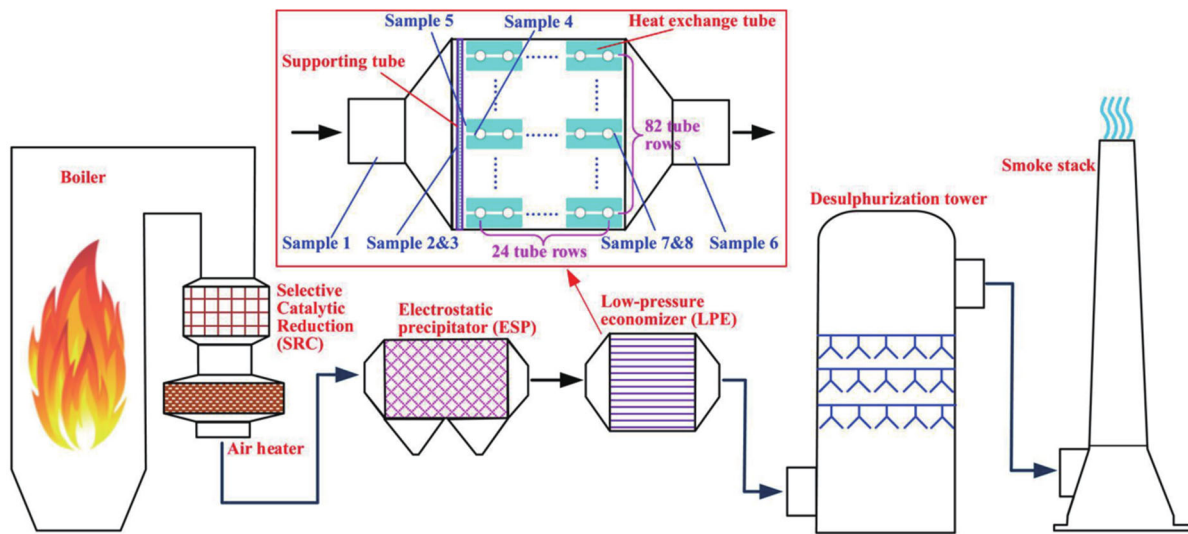 Sample 5
Sample 4
Heat exchange tube
Supporting tube
82 tube
rows
Sample 1
Sample 2&3
24 tube rows
Sample 7&8
Sample 6
Boiler
Selective
Catalytic
Reduction
(SRC)
Air heater
Electrostatic
precipitator (ESP)
Low-pressure
economizer (LPE)
Desulphurization tower
Smoke stack